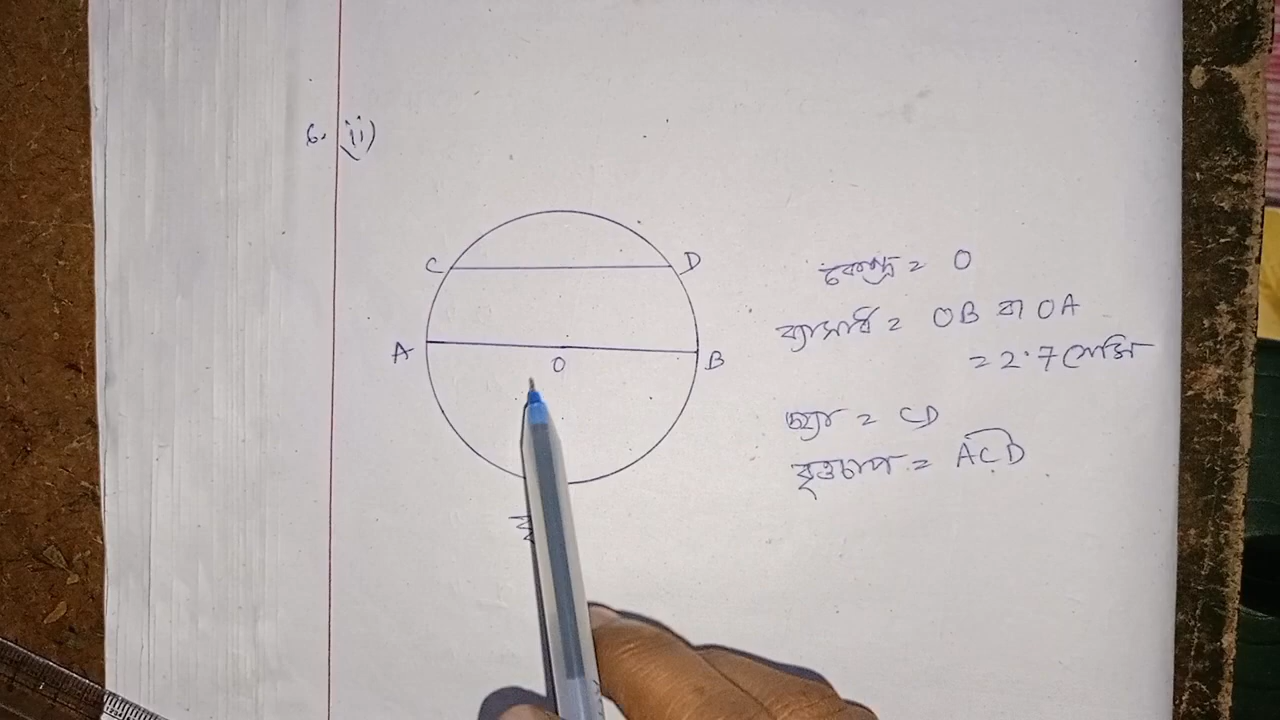 6. ii)
C D
A O B
কেন্দ্র = O
ব্যাসার্ধ = OB বা OA
= 2.7 সেমি
জ্যা = CD
বৃত্তচাপ = ACD